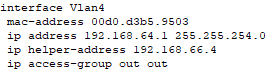 interface Vlan4
mac-address 00d0.d3b5.9503
ip address 192.168.64.1 255.255.254.0
ip helper-address 192.168.66.4
ip access-group out out